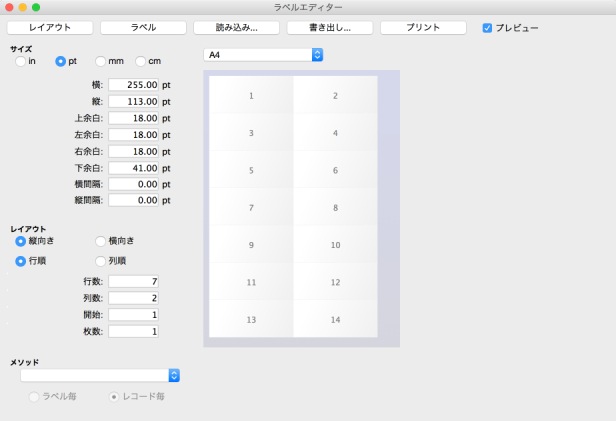 ラベルエディター
レイアウト ラベル 読み込み... 書き出し... プリント プレビュー
サイズ
in pt mm cm
A4
横: 255.00 pt
縦: 113.00 pt
上余白: 18.00 pt
左余白: 18.00 pt
右余白: 18.00 pt
下余白: 41.00 pt
横間隔: 0.00 pt
縦間隔: 0.00 pt
レイアウト
縦向き 横向き
行順 列順
行数: 7
列数: 2
開始: 1
枚数: 1
メソッド
ラベル毎 レコード毎
1 2
3 4
5 6
7 8
9 10
11 12
13 14